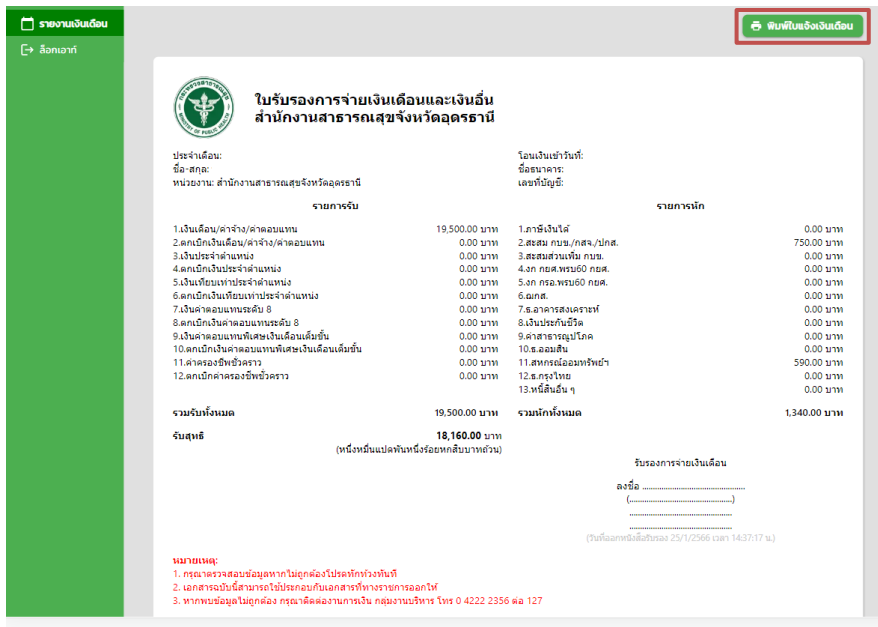 รายงานเงินเดือน
ล็อกเอาท์
พิมพ์ใบแจ้งเงินเดือน
กระทรวงสาธารณสุข
MINISTRY OF PUBLIC HEALTH
ใบรับรองการจ่ายเงินเดือนและเงินอื่น
สำนักงานสาธารณสุขจังหวัดอุดรธานี
ประจำเดือน: โอนเงินเข้าวันที่:
ชื่อ-สกุล: ชื่อธนาคาร:
หน่วยงาน: สำนักงานสาธารณสุขจังหวัดอุดรธานี เลขที่บัญชี:
รายการรับ รายการหัก
1.เงินเดือน/ค่าจ้าง/ค่าตอบแทน 19,500.00 บาท 1.ภาษีเงินได้ 0.00 บาท
2.ตกเบิกเงินเดือน/ค่าจ้าง/ค่าตอบแทน 0.00 บาท 2.สะสม กบข./กสจ./ปกส. 750.00 บาท
3.เงินประจำตำแหน่ง 0.00 บาท 3.สะสมส่วนเพิ่ม กบข. 0.00 บาท
4.ตกเบิกเงินประจำตำแหน่ง 0.00 บาท 4.งก กยศ.พรบ60 กยศ. 0.00 บาท
5.เงินเทียบเท่าประจำตำแหน่ง 0.00 บาท 5.งก กรอ.พรบ60 กยศ. 0.00 บาท
6.ตกเบิกเงินเทียบเท่าประจำตำแหน่ง 0.00 บาท 6.ฌกส. 0.00 บาท
7.เงินค่าตอบแทนระดับ 8 0.00 บาท 7.ธ.อาคารสงเคราะห์ 0.00 บาท
8.ตกเบิกเงินค่าตอบแทนระดับ 8 0.00 บาท 8.เงินประกันชีวิต 0.00 บาท
9.เงินค่าตอบแทนพิเศษเงินเดือนเต็มขั้น 0.00 บาท 9.ค่าสาธารณูปโภค 0.00 บาท
10.ตกเบิกเงินค่าตอบแทนพิเศษเงินเดือนเต็มขั้น 0.00 บาท 10.ธ.ออมสิน 0.00 บาท
11.ค่าครองชีพชั่วคราว 0.00 บาท 11.สหกรณ์ออมทรัพย์ฯ 590.00 บาท
12.ตกเบิกค่าครองชีพชั่วคราว 0.00 บาท 12.ธ.กรุงไทย 0.00 บาท
13.หนี้สินอื่น ๆ 0.00 บาท
รวมรับทั้งหมด 19,500.00 บาท รวมหักทั้งหมด 1,340.00 บาท
รับสุทธิ 18,160.00 บาท
(หนึ่งหมื่นแปดพันหนึ่งร้อยหกสิบบาทถ้วน)
รับรองการจ่ายเงินเดือน
ลงชื่อ ............................................
(............................................)
............................................
............................................
(วันที่ออกหนังสือรับรอง 25/1/2566 เวลา 14:37:17 น.)
หมายเหตุ:
1. กรุณาตรวจสอบข้อมูลหากไม่ถูกต้องโปรดทักท้วงทันที
2. เอกสารฉบับนี้สามารถใช้ประกอบกับเอกสารที่ทางราชการออกให้
3. หากพบข้อมูลไม่ถูกต้อง กรุณาติดต่องานการเงิน กลุ่มงานบริหาร โทร 0 4222 2356 ต่อ 127